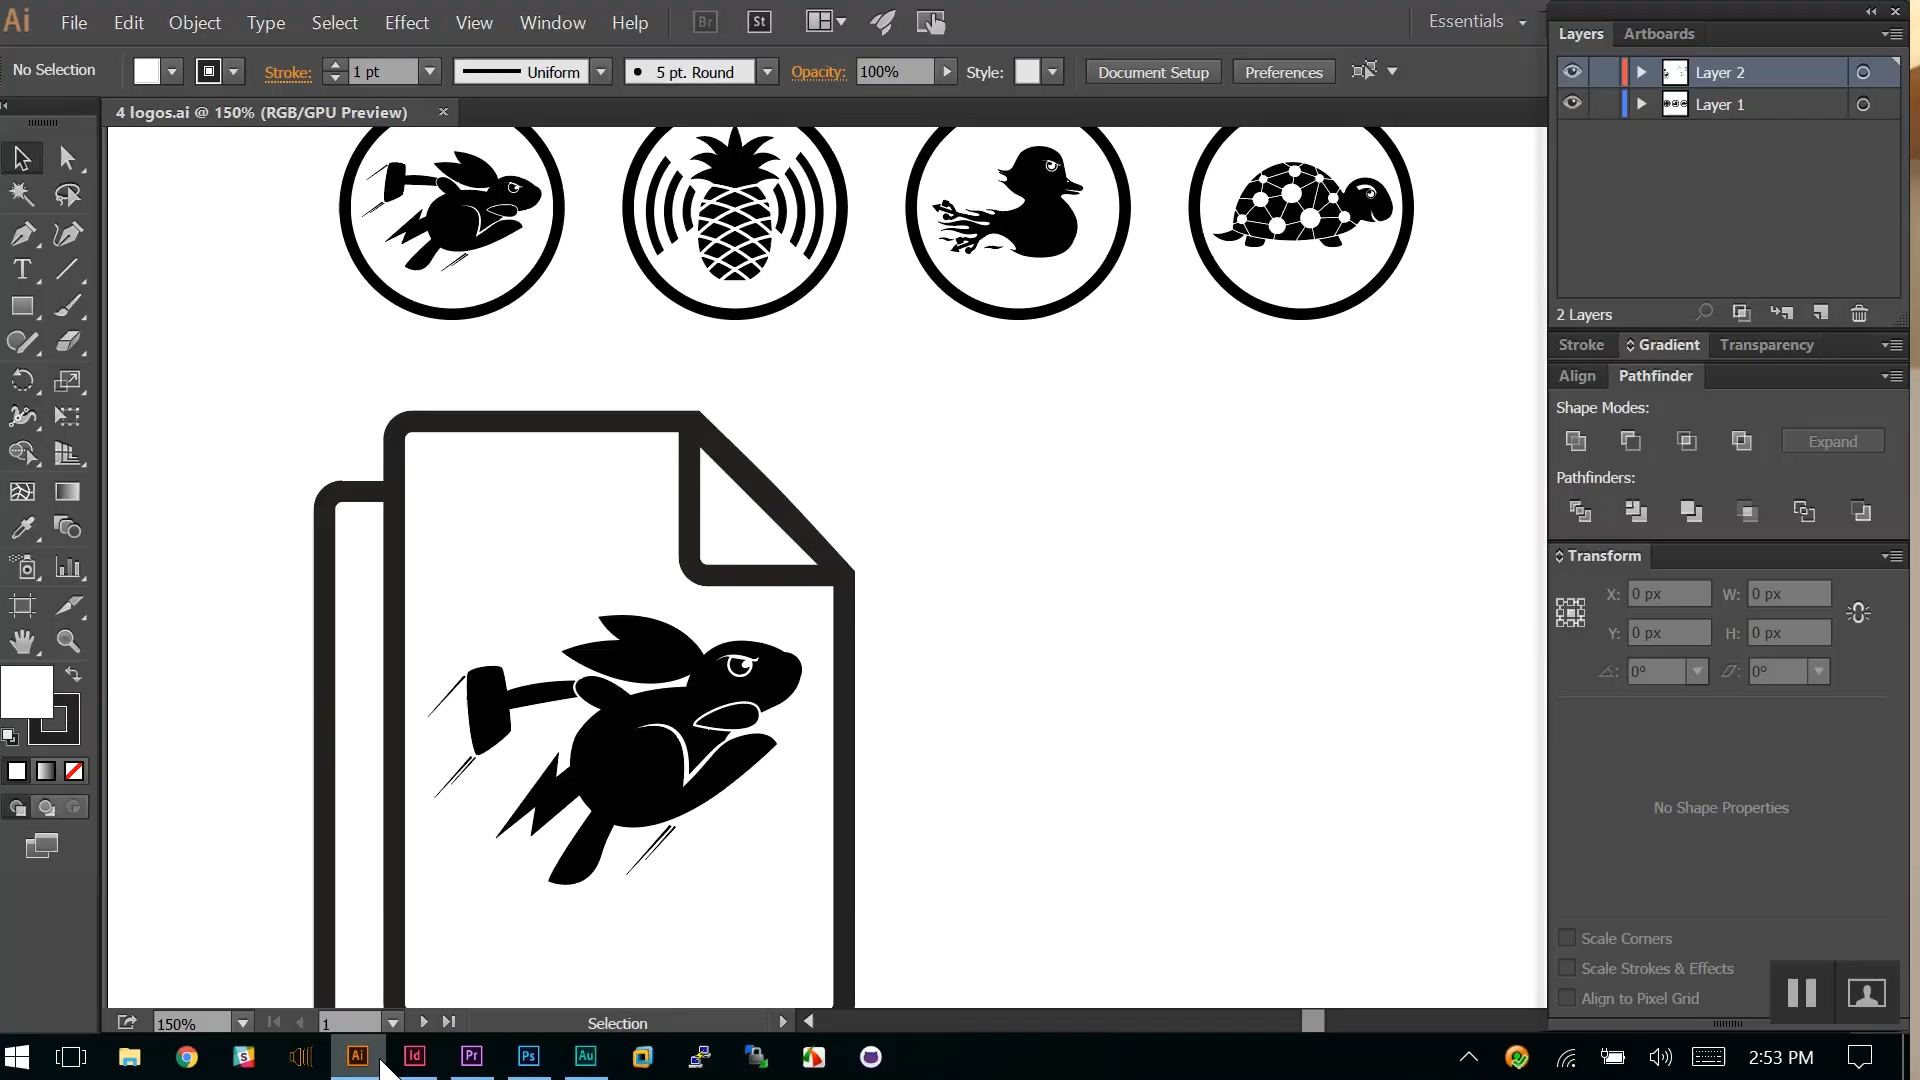 Ai File Edit Object Type Select Effect View Window Help Br St Essentials
No Selection Stroke: 1 pt Uniform 5 pt. Round Opacity: 100% Style: Document Setup Preferences
4 logos.ai @ 150% (RGB/GPU Preview)
Layers Artboards
Layer 2
Layer 1
2 Layers
Stroke Gradient Transparency
Align Pathfinder
Shape Modes:
Expand
Pathfinders:
Transform
X: 0 px W: 0 px
Y: 0 px H: 0 px
0° 0°
No Shape Properties
Scale Corners
Scale Strokes & Effects
Align to Pixel Grid
T
150% 1 Selection
S Ai Id Pr Ps Au 2:53 PM